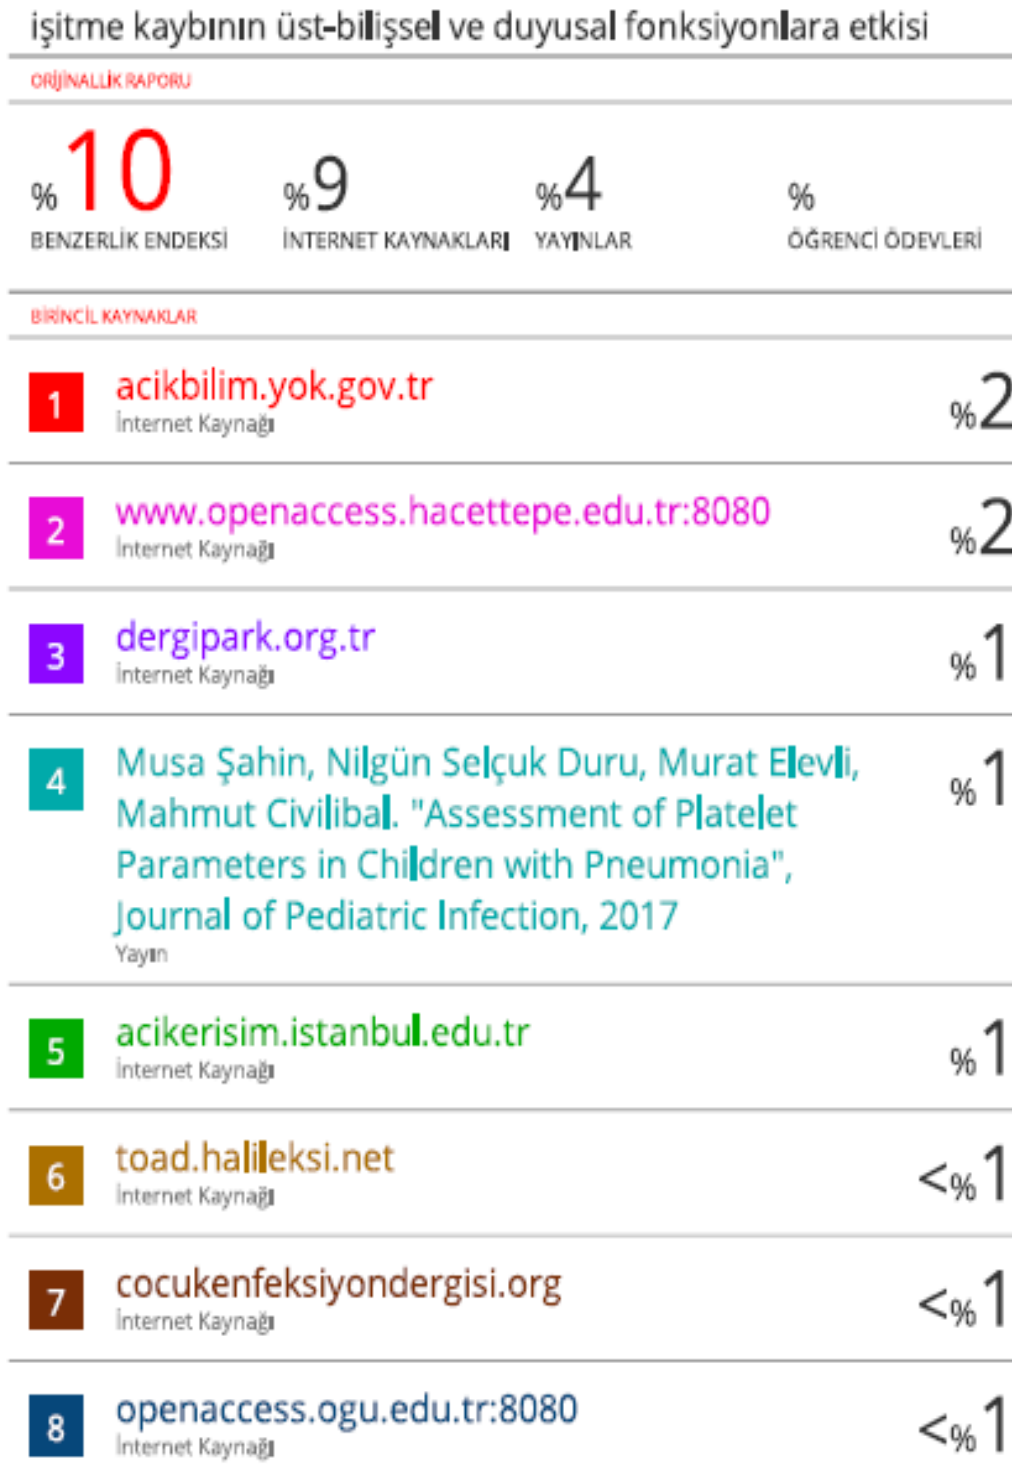 işitme kaybının üst-bilişsel ve duyusal fonksiyonlara etkisi
ORİJİNALLİK RAPORU
%10 %9 %4 %
BENZERLİK ENDEKSİ İNTERNET KAYNAKLARI YAYINLAR ÖĞRENCİ ÖDEVLERİ
BİRİNCİL KAYNAKLAR
1 acikbilim.yok.gov.tr %2
İnternet Kaynağı
2 www.openaccess.hacettepe.edu.tr:8080 %2
İnternet Kaynağı
3 dergipark.org.tr %1
İnternet Kaynağı
4 Musa Şahin, Nilgün Selçuk Duru, Murat Elevli, %1
Mahmut Civilibal. "Assessment of Platelet
Parameters in Children with Pneumonia",
Journal of Pediatric Infection, 2017
Yayın
5 acikerisim.istanbul.edu.tr %1
İnternet Kaynağı
6 toad.halileksi.net <%1
İnternet Kaynağı
7 cocukenfeksiyondergisi.org <%1
İnternet Kaynağı
8 openaccess.ogu.edu.tr:8080 <%1
İnternet Kaynağı